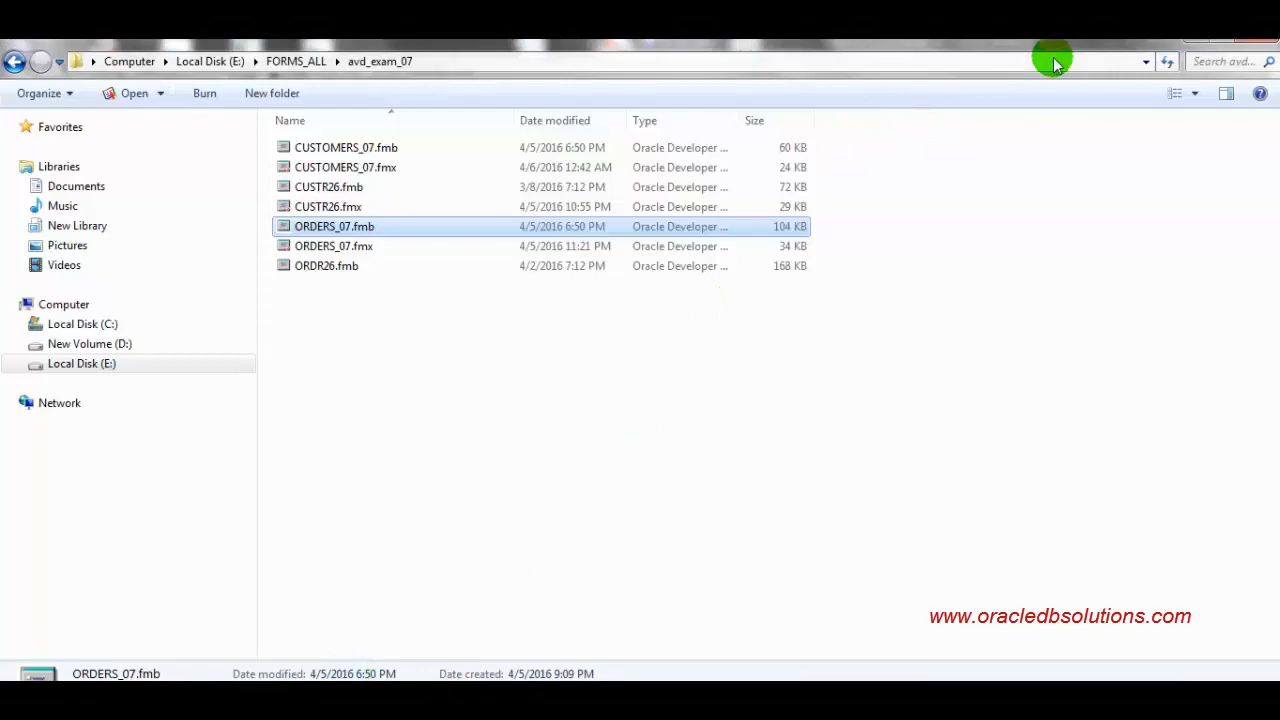 Computer Local Disk (E:) FORMS_ALL avd_exam_07 Search avd...
Organize Open Burn New folder
Favorites
Libraries
Documents
Music
New Library
Pictures
Videos
Computer
Local Disk (C:)
New Volume (D:)
Local Disk (E:)
Network
Name Date modified Type Size
CUSTOMERS_07.fmb 4/5/2016 6:50 PM Oracle Developer ... 60 KB
CUSTOMERS_07.fmx 4/6/2016 12:42 AM Oracle Developer ... 24 KB
CUSTR26.fmb 3/8/2016 7:12 PM Oracle Developer ... 72 KB
CUSTR26.fmx 4/5/2016 10:55 PM Oracle Developer ... 29 KB
ORDERS_07.fmb 4/5/2016 6:50 PM Oracle Developer ... 104 KB
ORDERS_07.fmx 4/5/2016 11:21 PM Oracle Developer ... 34 KB
ORDR26.fmb 4/2/2016 7:12 PM Oracle Developer ... 168 KB
www.oracledbsolutions.com
ORDERS_07.fmb Date modified: 4/5/2016 6:50 PM Date created: 4/5/2016 9:09 PM